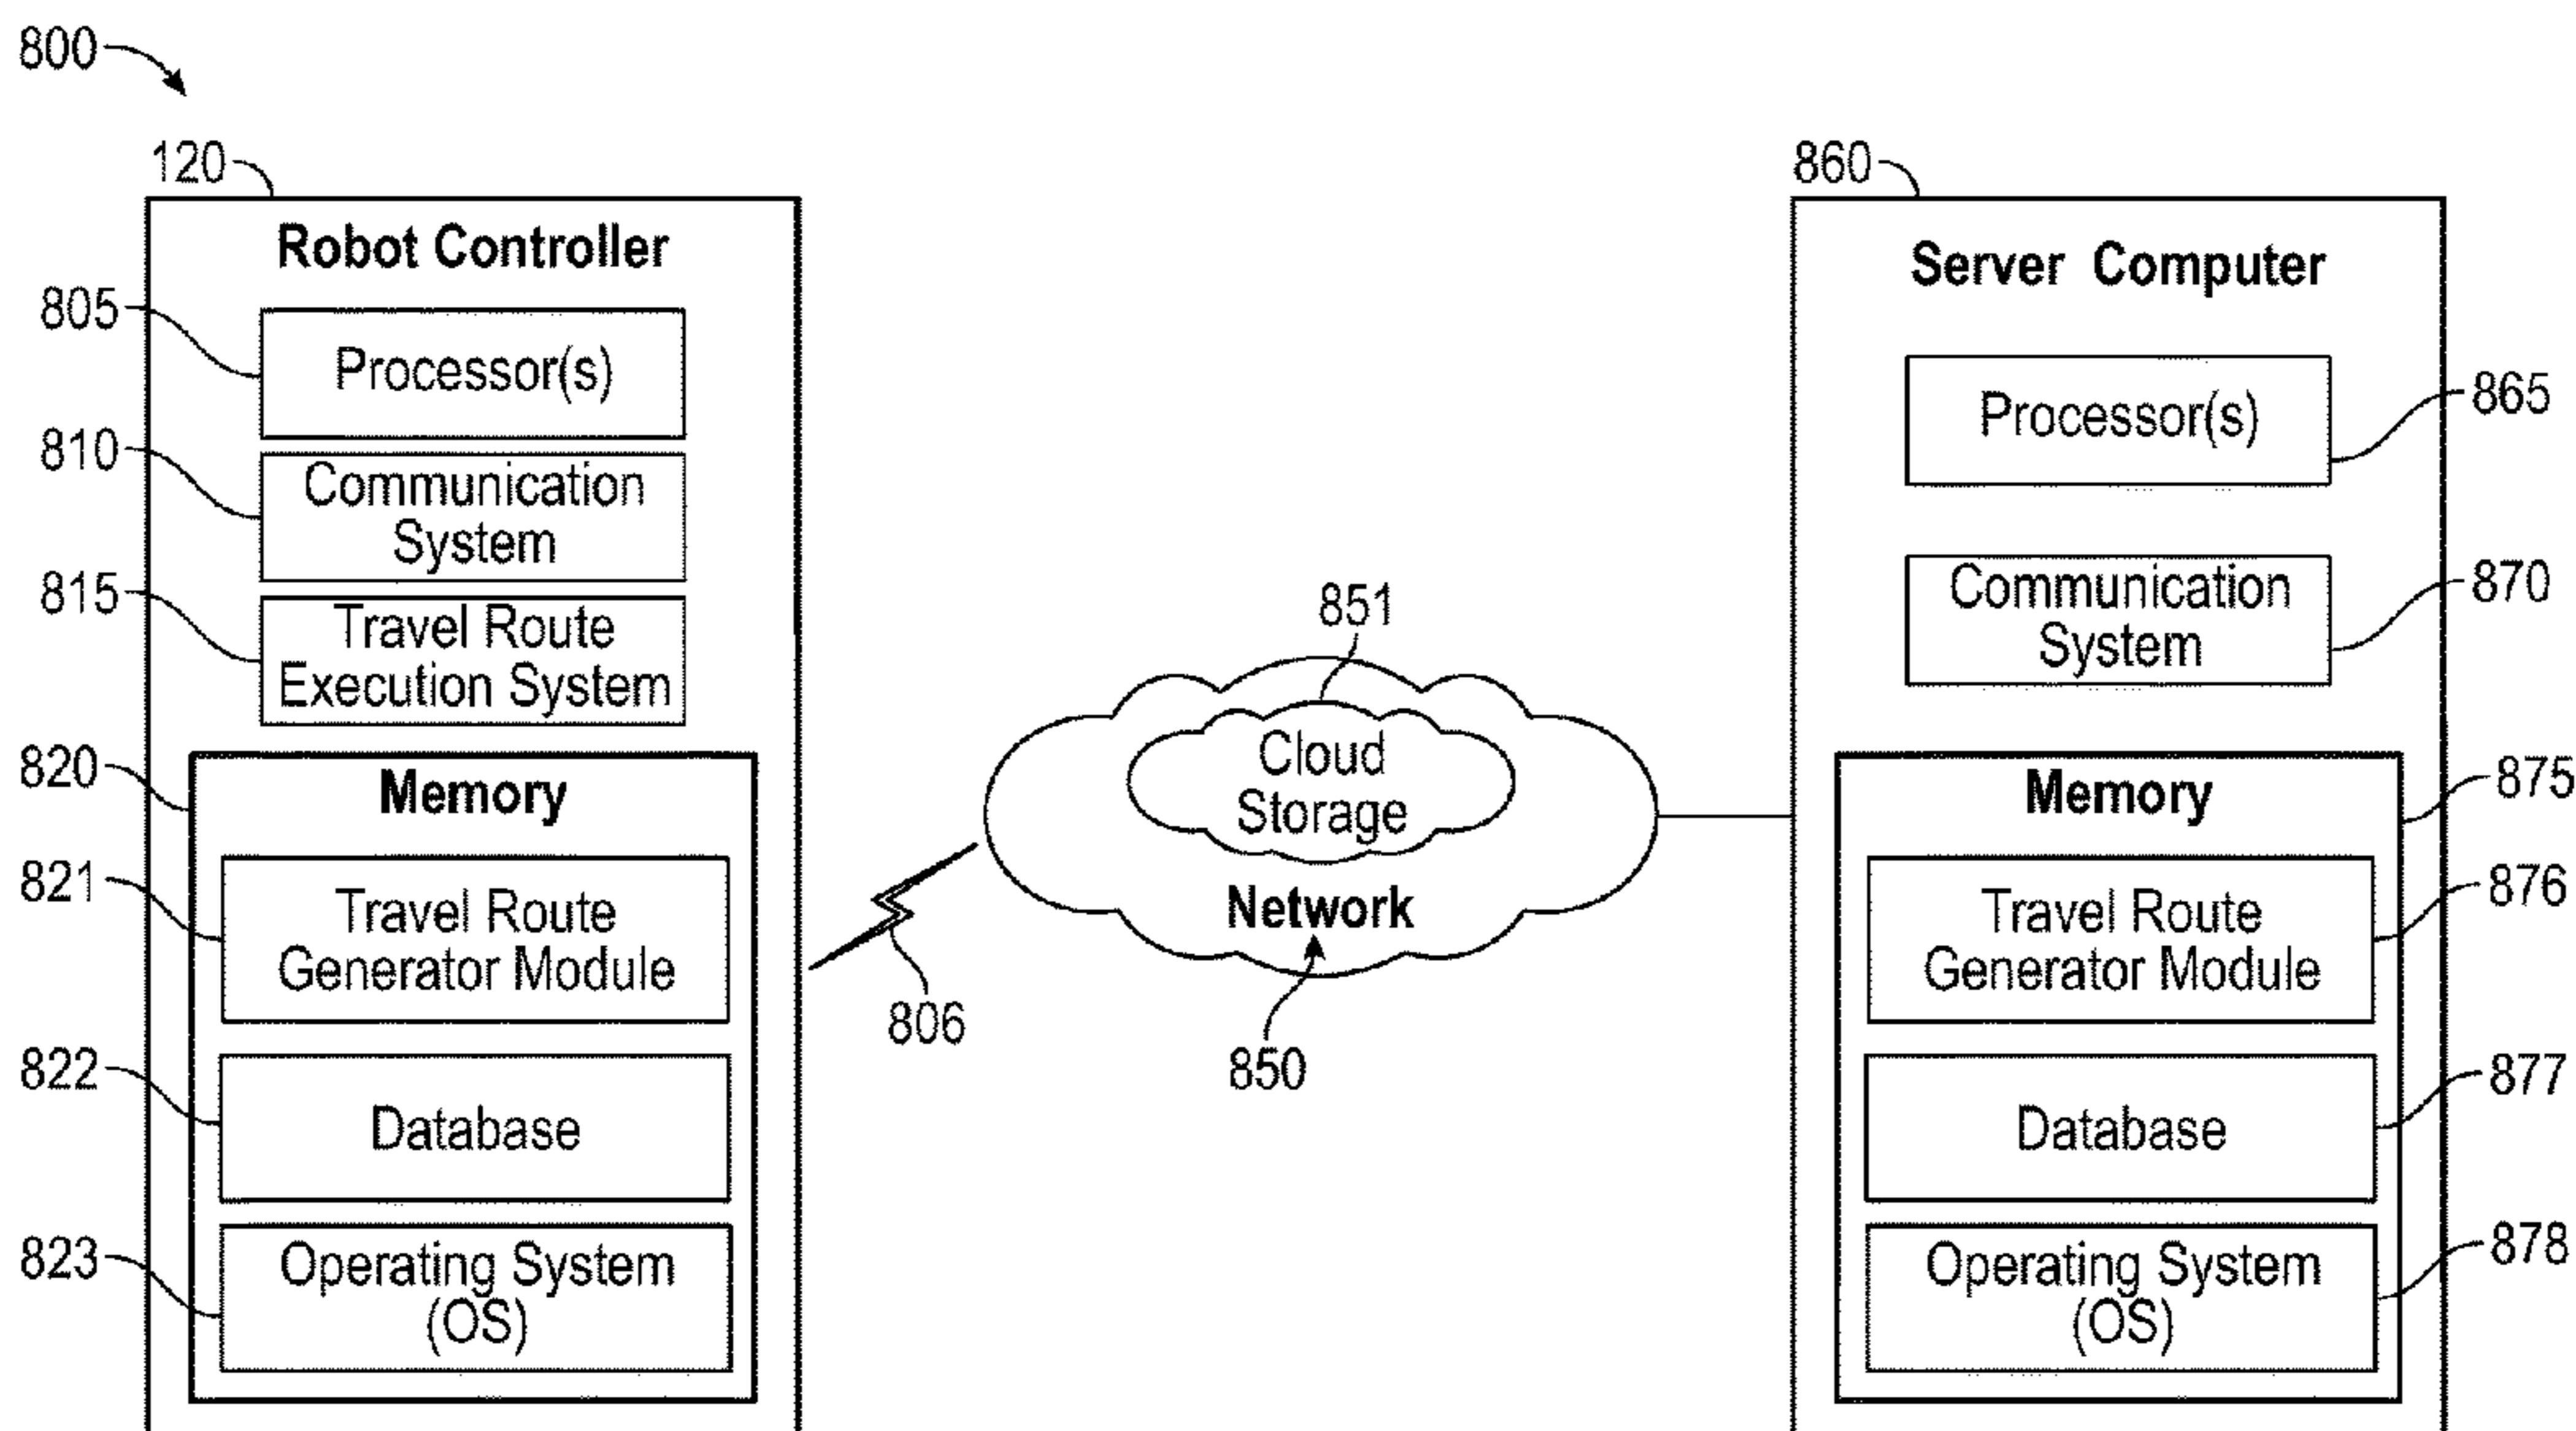 800
120
Robot Controller
805
Processor(s)
810
Communication
System
815
Travel Route
Execution System
820
Memory
821
Travel Route
Generator Module
822
Database
823
Operating System
(OS)
806
851
Cloud
Storage
Network
850
860
Server Computer
Processor(s)
865
Communication
System
870
Memory
875
Travel Route
Generator Module
876
Database
877
Operating System
(OS)
878